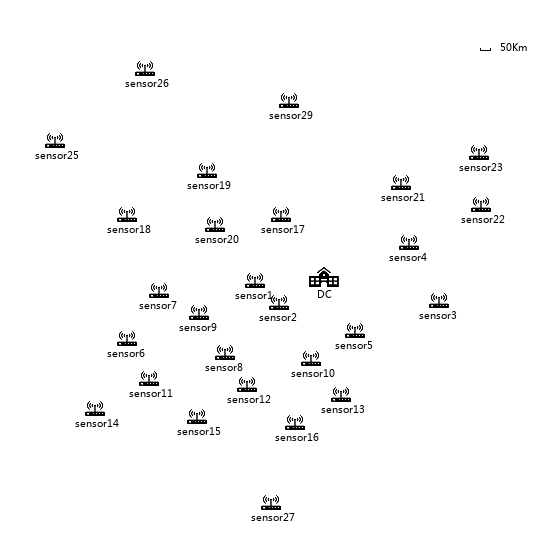 50Km
sensor26
sensor29
sensor25
sensor23
sensor19
sensor21
sensor22
sensor18
sensor17
sensor20
sensor4
sensor1
DC
sensor7
sensor2
sensor3
sensor9
sensor5
sensor6
sensor8
sensor10
sensor11
sensor12
sensor13
sensor14
sensor15
sensor16
sensor27